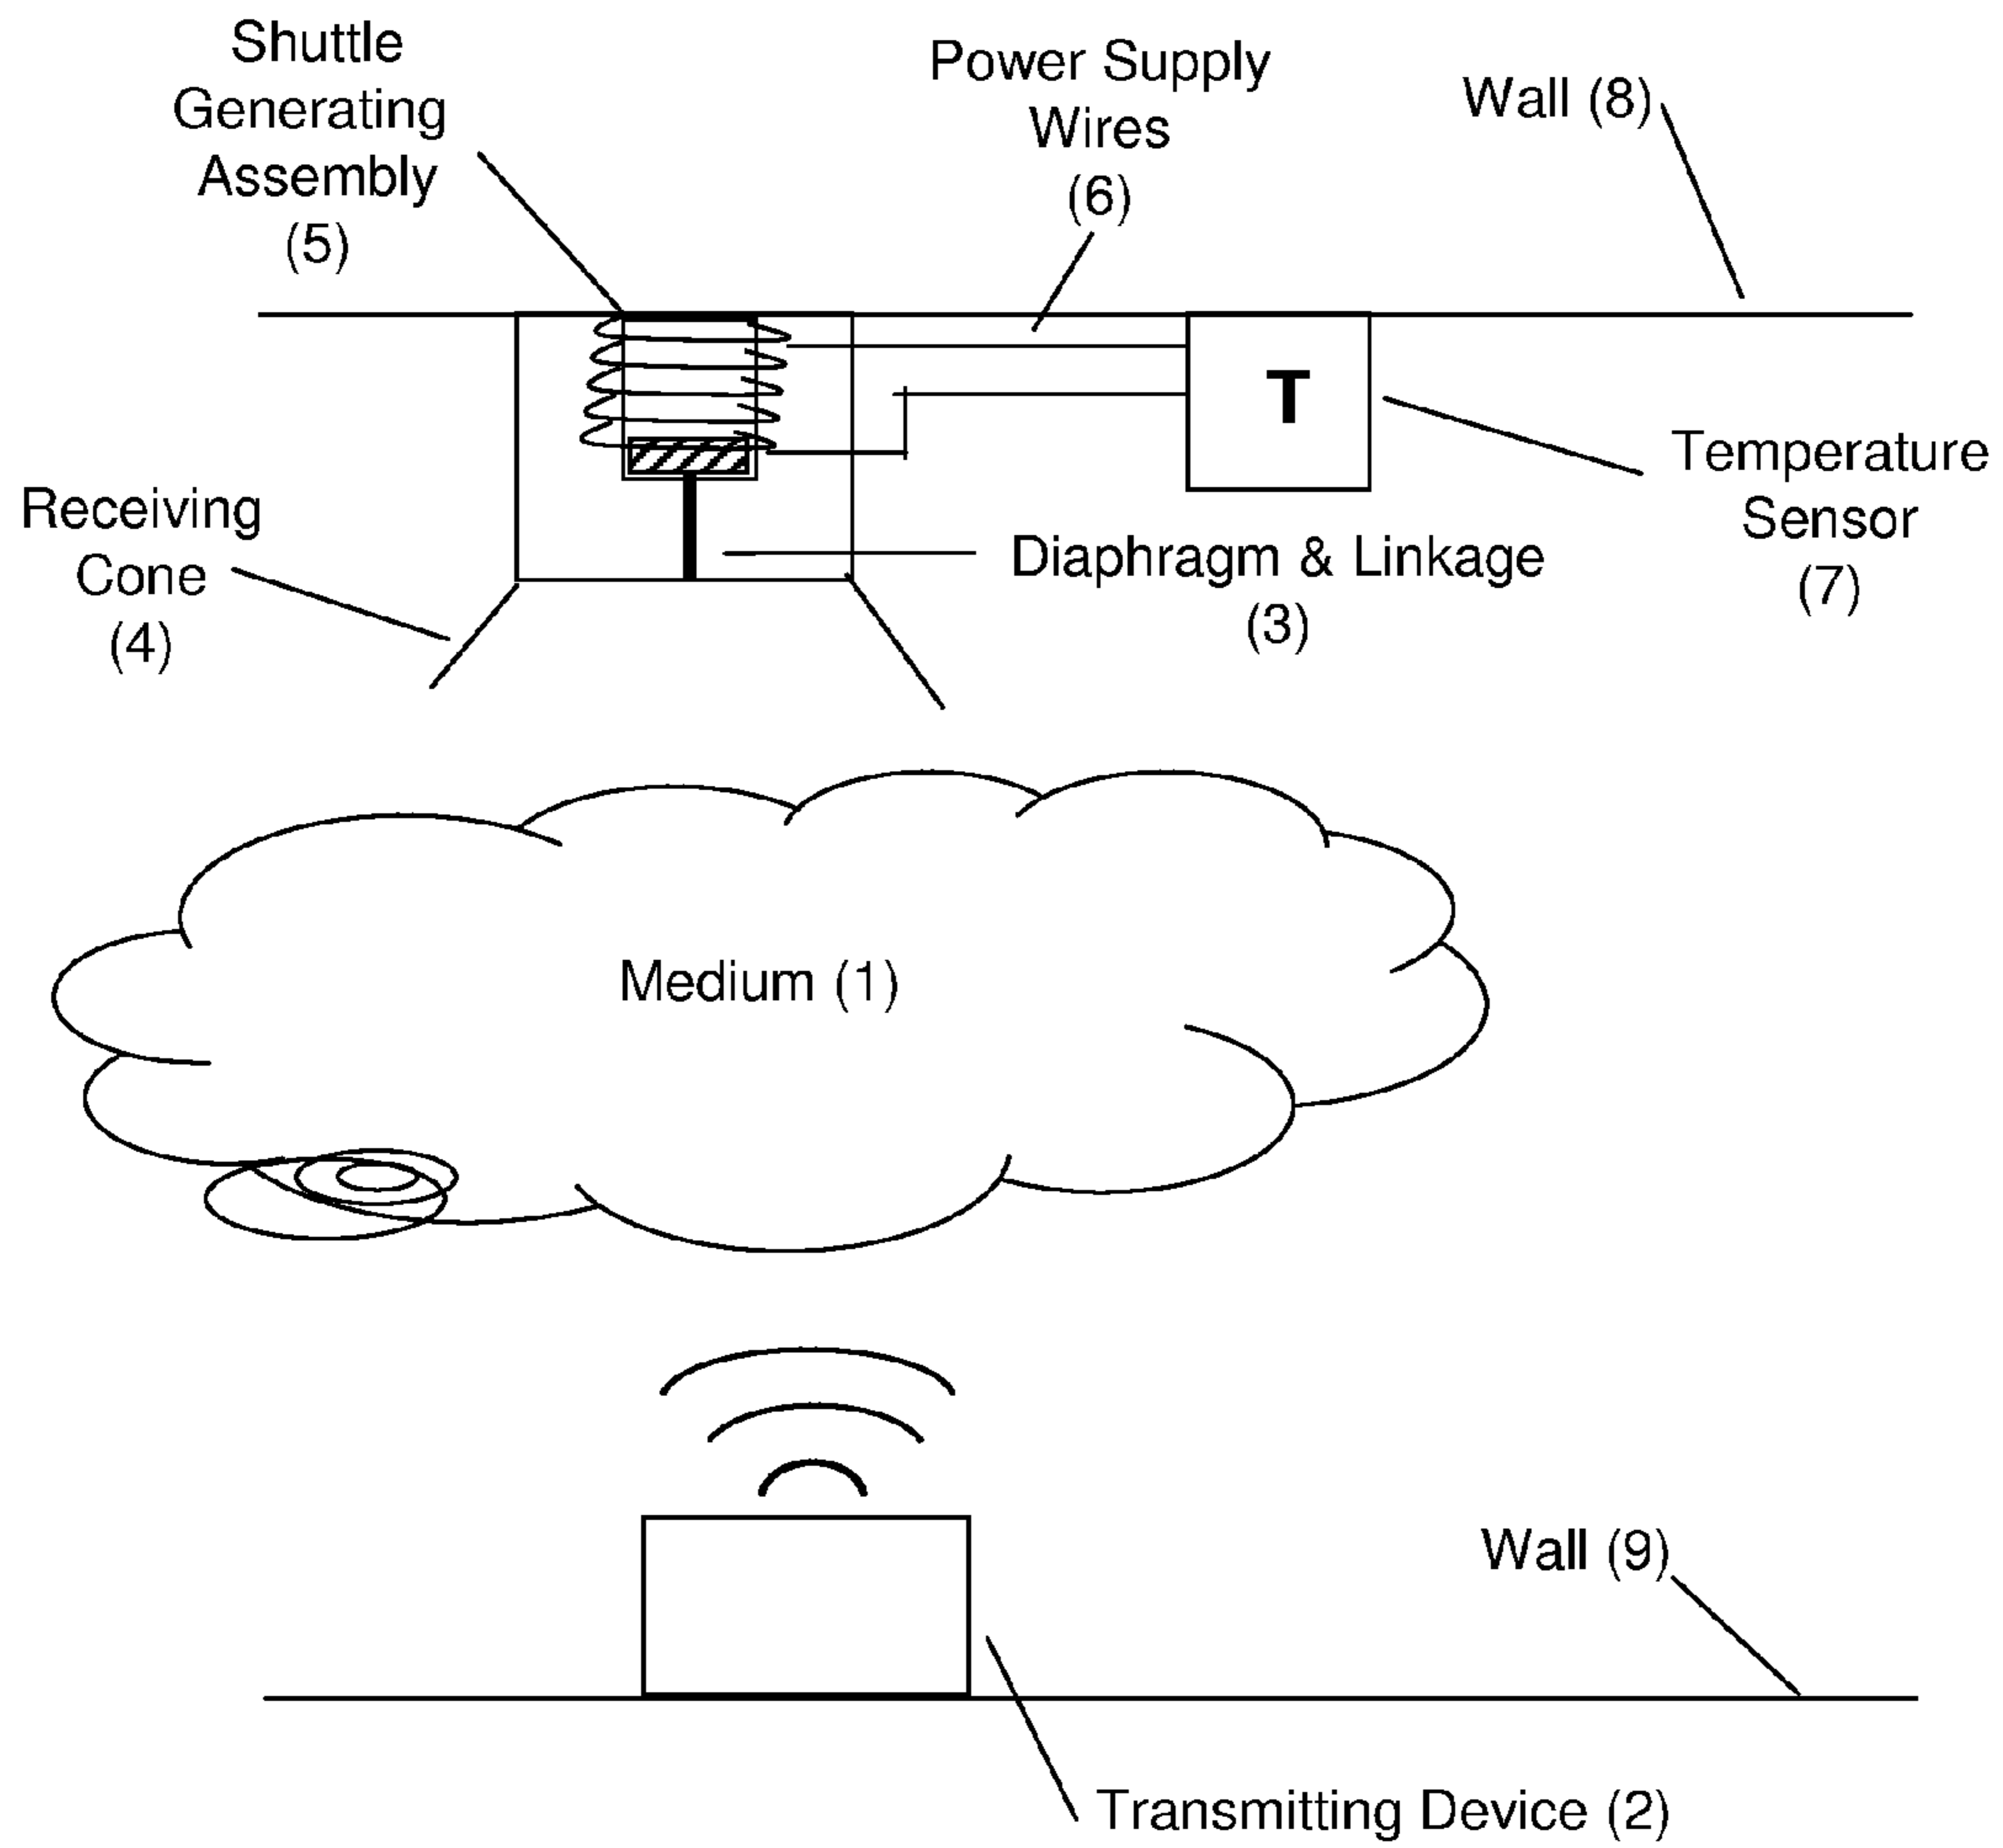 Shuttle
Generating
Assembly
(5)
Power Supply
Wires
(6)
Wall (8)
T
Temperature
Sensor
(7)
Receiving
Cone
(4)
Diaphragm & Linkage
(3)
Medium (1)
Wall (9)
Transmitting Device (2)